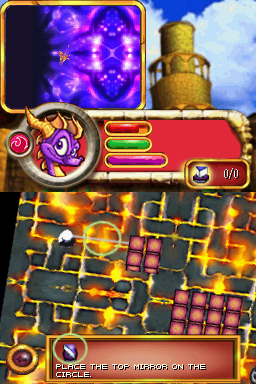 0/0
PLACE THE TOP MIRROR ON THE
CIRCLE.